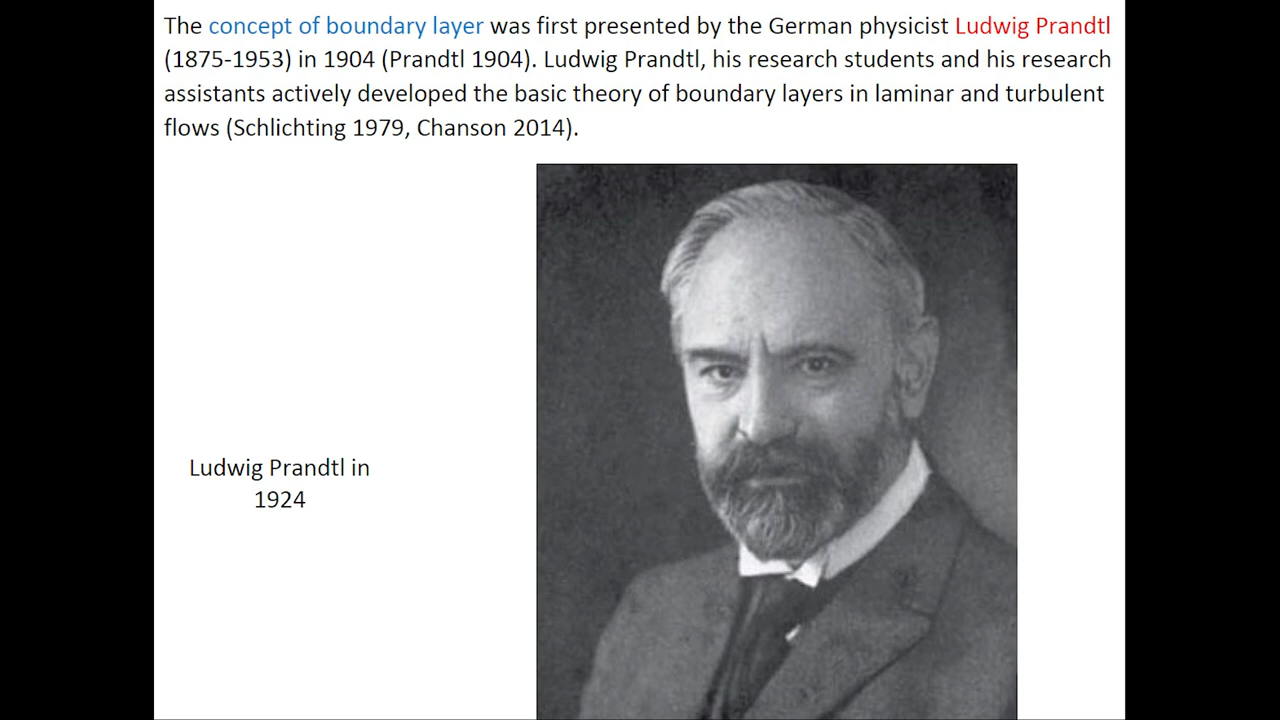 The concept of boundary layer was first presented by the German physicist Ludwig Prandtl
(1875-1953) in 1904 (Prandtl 1904). Ludwig Prandtl, his research students and his research
assistants actively developed the basic theory of boundary layers in laminar and turbulent
flows (Schlichting 1979, Chanson 2014).
Ludwig Prandtl in
1924